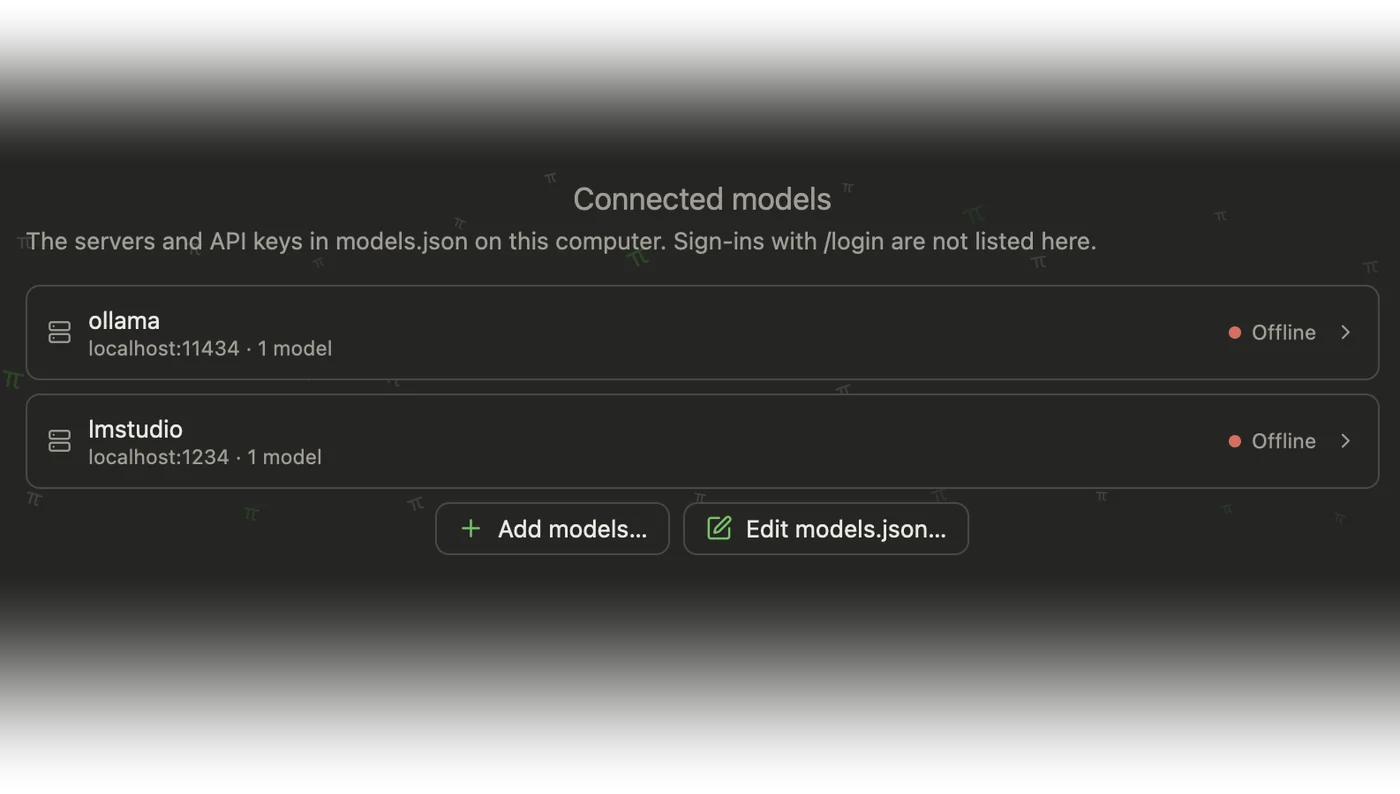 Connected models
The servers and API keys in models.json on this computer. Sign-ins with /login are not listed here.
ollama
localhost:11434 · 1 model
Offline
lmstudio
localhost:1234 · 1 model
Offline
Add models...
Edit models.json...